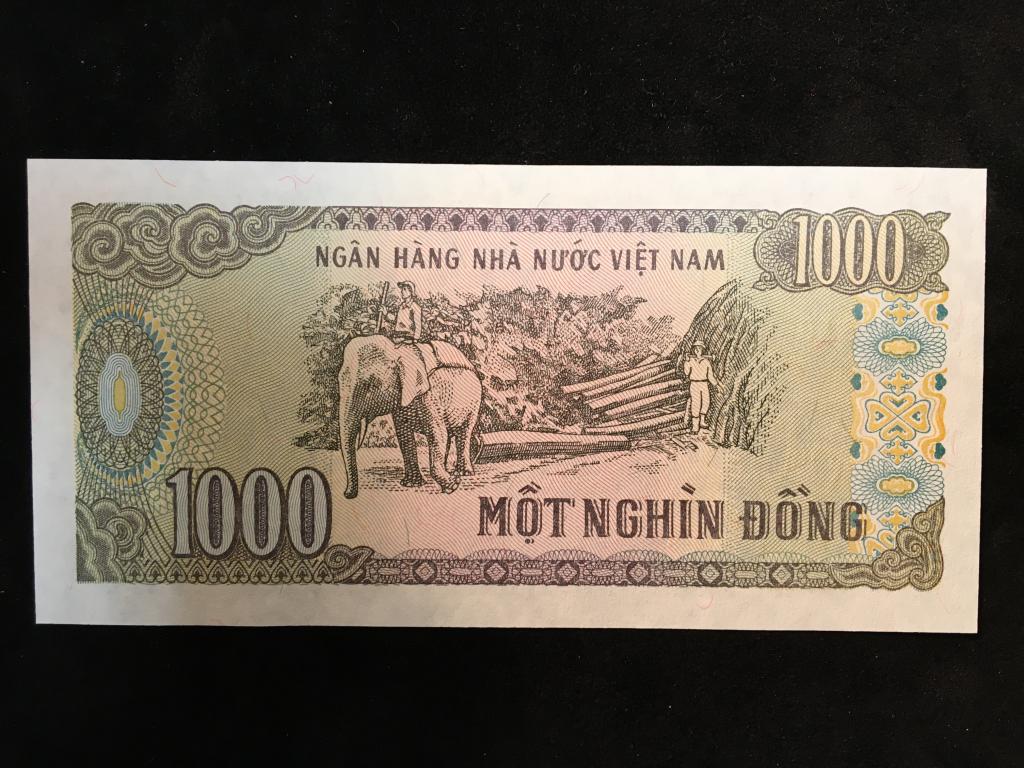 NGÂN HÀNG NHÀ NƯỚC VIỆT NAM
1000
1000
MỘT NGHÌN ĐỒNG